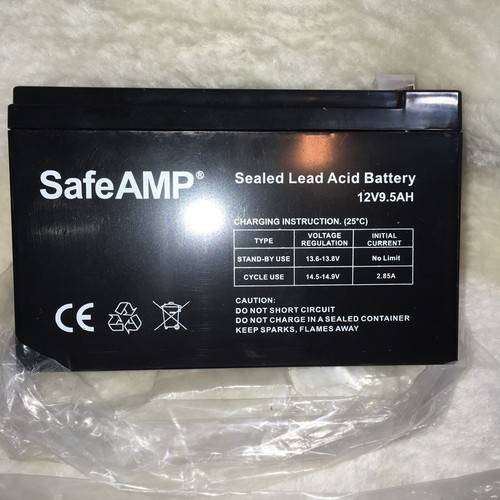 SafeAMP®
Sealed Lead Acid Battery
12V9.5AH
CHARGING INSTRUCTION. (25°C)
TYPE VOLTAGE REGULATION INITIAL CURRENT
STAND-BY USE 13.6-13.8V No Limit
CYCLE USE 14.5-14.9V 2.85A
CAUTION:
DO NOT SHORT CIRCUIT
DO NOT CHARGE IN A SEALED CONTAINER
KEEP SPARKS, FLAMES AWAY
CE